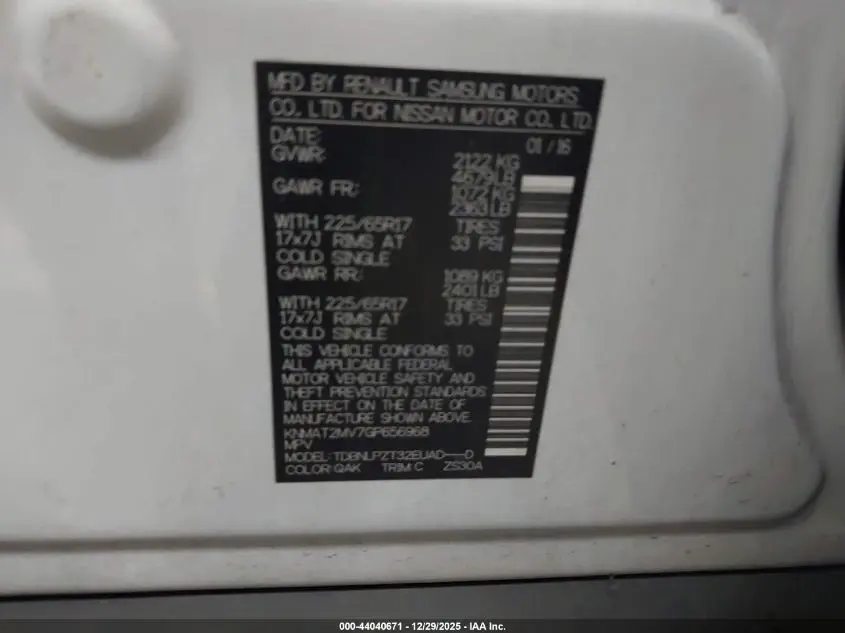 MFD BY RENAULT SAMSUNG MOTORS
CO., LTD. FOR NISSAN MOTOR CO., LTD.
DATE: 01/16
GVWR: 2122 KG
4679LB
GAWR FR: 1072 KG
2363 LB
WITH 225/65R17 TIRES
17x7J RIMS AT 33 PSI
COLD SINGLE
GAWR RR: 1089 KG
2401 LB
WITH 225/65R17 TIRES
17x7J RIMS AT 33 PSI
COLD SINGLE
THIS VEHICLE CONFORMS TO
ALL APPLICABLE FEDERAL
MOTOR VEHICLE SAFETY AND
THEFT PREVENTION STANDARDS
IN EFFECT ON THE DATE OF
MANUFACTURE SHOWN ABOVE.
KNMAT2MV7GP656968
MPV
MODEL: TDBNLPZT32EUAD---D
COLOR: QAK TRIM: C ZS30A
000-44040671 - 12/29/2025 - IAA Inc.